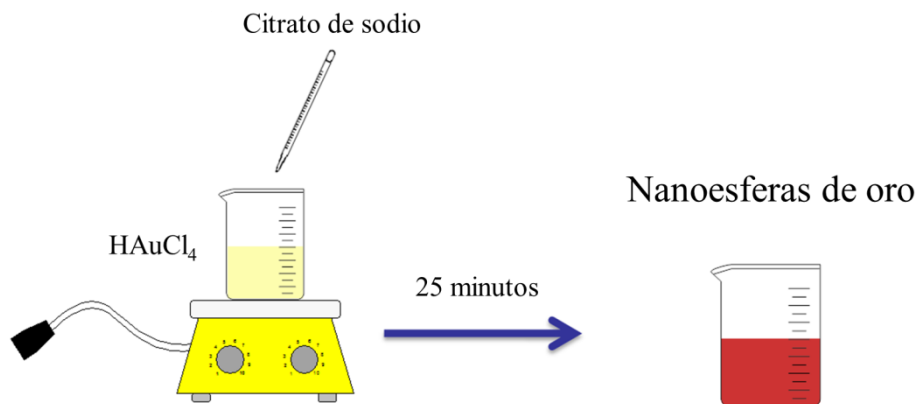 Citrato de sodio
HAuCl₄
25 minutos
Nanoesferas de oro